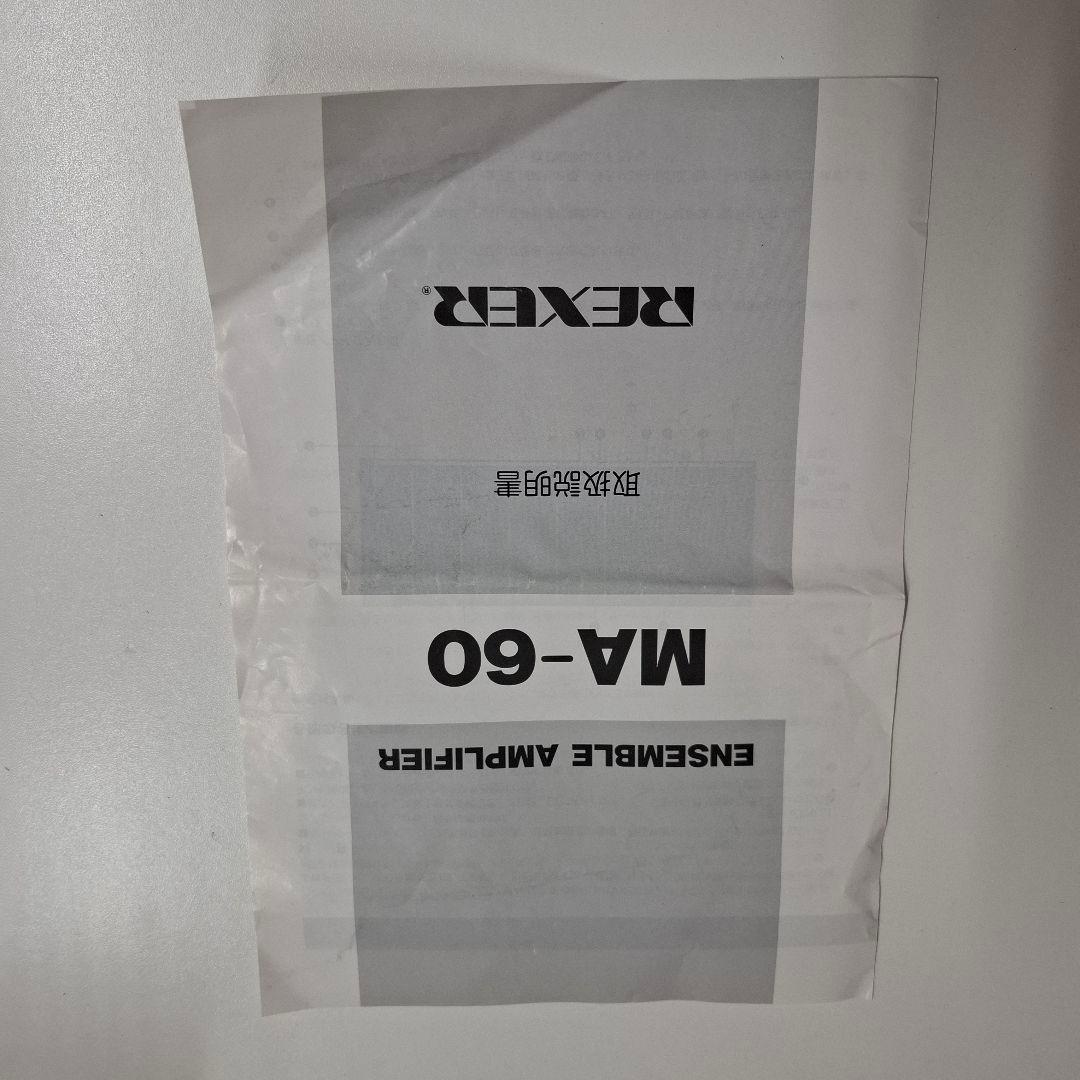 ENSEMBLE AMPLIFIER
MA-60
取扱説明書
REXER®